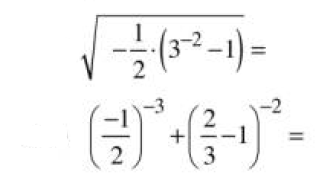 √(-1/2·(3⁻²-1)) =
(-1/2)⁻³+(2/3-1)⁻² =